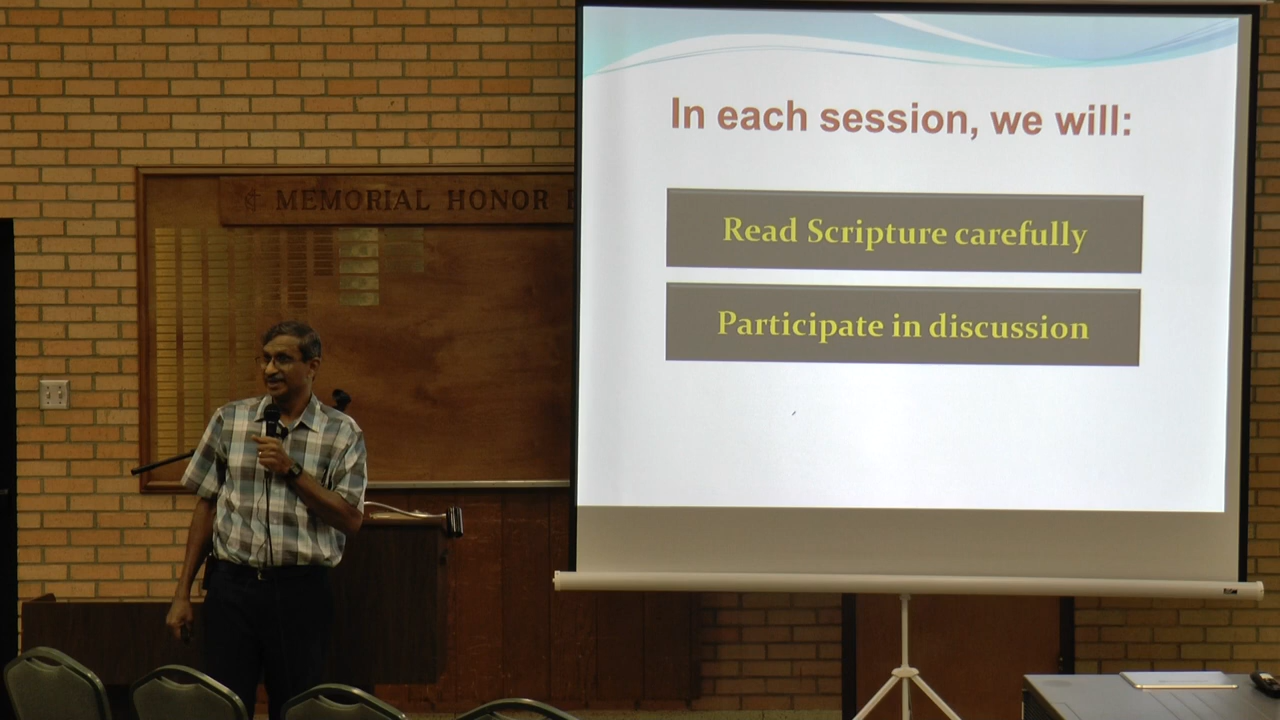 In each session, we will:
Read Scripture carefully
Participate in discussion
MEMORIAL HONOR